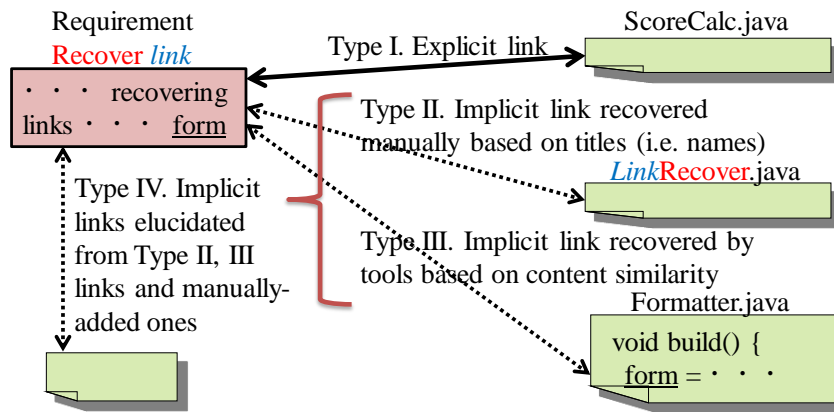 Requirement
Recover link
・ ・ ・ recovering
links ・ ・ ・ form
Type I. Explicit link
ScoreCalc.java
Type II. Implicit link recovered
manually based on titles (i.e. names)
LinkRecover.java
Type IV. Implicit
links elucidated
from Type II, III
links and manually-
added ones
Type III. Implicit link recovered by
tools based on content similarity
Formatter.java
void build() {
form = ・ ・ ・